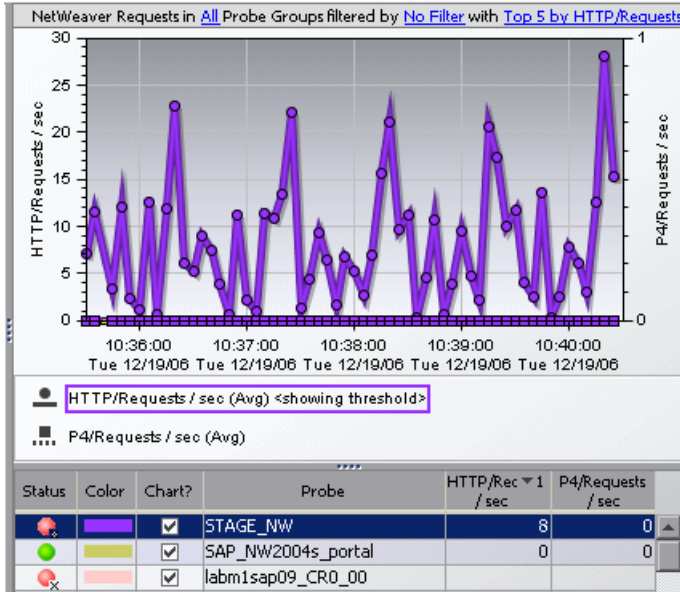 NetWeaver Requests in All Probe Groups filtered by No Filter with Top 5 by HTTP/Requests
30
25
20
15
10
5
0
HTTP/Requests / sec
1
0
P4/Requests / sec
10:36:00 10:37:00 10:38:00 10:39:00 10:40:00
Tue 12/19/06 Tue 12/19/06 Tue 12/19/06 Tue 12/19/06 Tue 12/19/06
HTTP/Requests / sec (Avg) <showing threshold>
P4/Requests / sec (Avg)
Status Color Chart? Probe HTTP/Rec 1 / sec P4/Requests / sec
STAGE_NW 8 0
SAP_NW2004s_portal 0 0
labm1sap09_CR0_00